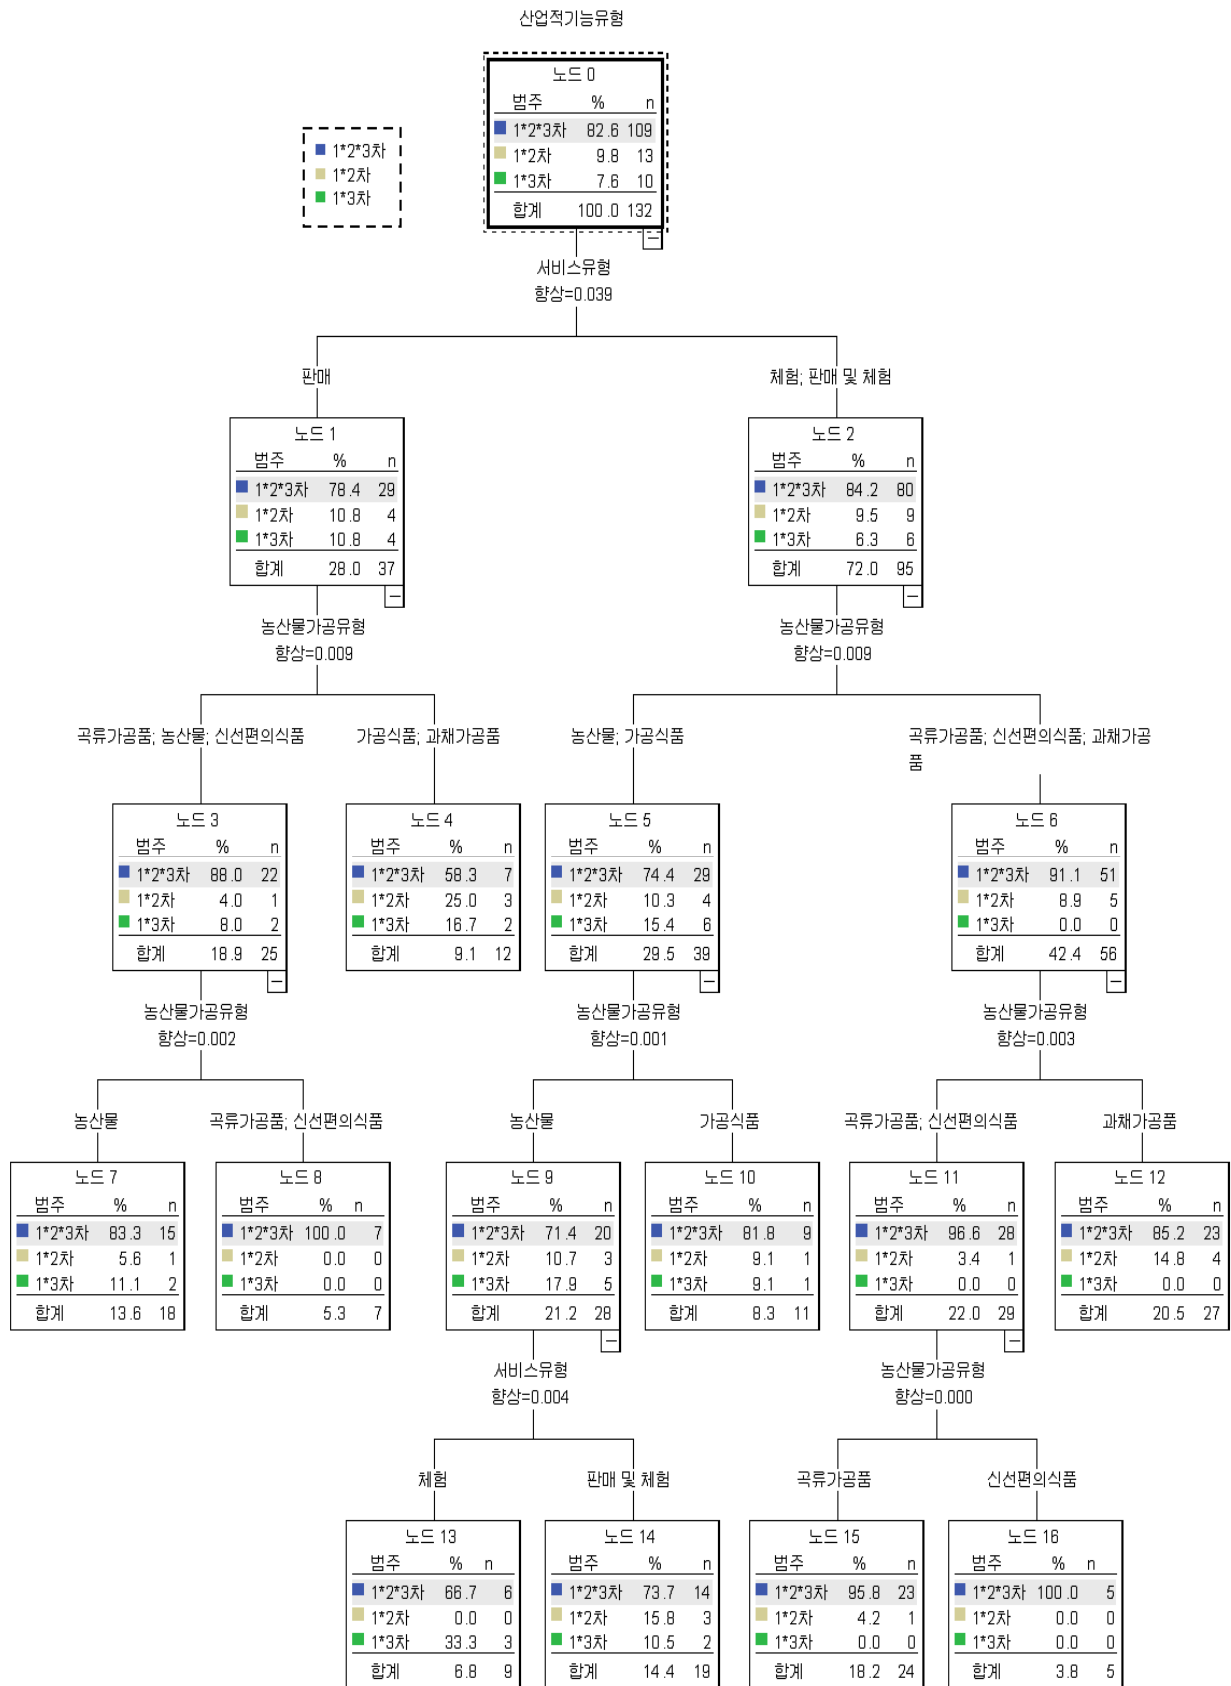 산업적기능유형
노드 0
범주 % n
1*2*3차 82.6 109
1*2차 9.8 13
1*3차 7.6 10
합계 100.0 132
1*2*3차
1*2차
1*3차
서비스유형
향상=0.039
판매
체험; 판매 및 체험
노드 1
범주 % n
1*2*3차 78.4 29
1*2차 10.8 4
1*3차 10.8 4
합계 28.0 37
노드 2
범주 % n
1*2*3차 84.2 80
1*2차 9.5 9
1*3차 6.3 6
합계 72.0 95
농산물가공유형
향상=0.009
농산물가공유형
향상=0.009
곡류가공품; 농산물; 신선편의식품
가공식품; 과채가공품
농산물; 가공식품
곡류가공품; 신선편의식품; 과채가공
품
노드 3
범주 % n
1*2*3차 88.0 22
1*2차 4.0 1
1*3차 8.0 2
합계 18.9 25
노드 4
범주 % n
1*2*3차 58.3 7
1*2차 25.0 3
1*3차 16.7 2
합계 9.1 12
노드 5
범주 % n
1*2*3차 74.4 29
1*2차 10.3 4
1*3차 15.4 6
합계 29.5 39
노드 6
범주 % n
1*2*3차 91.1 51
1*2차 8.9 5
1*3차 0.0 0
합계 42.4 56
농산물가공유형
향상=0.002
농산물가공유형
향상=0.001
농산물가공유형
향상=0.003
농산물
곡류가공품; 신선편의식품
농산물
가공식품
곡류가공품; 신선편의식품
과채가공품
노드 7
범주 % n
1*2*3차 83.3 15
1*2차 5.6 1
1*3차 11.1 2
합계 13.6 18
노드 8
범주 % n
1*2*3차 100.0 7
1*2차 0.0 0
1*3차 0.0 0
합계 5.3 7
노드 9
범주 % n
1*2*3차 71.4 20
1*2차 10.7 3
1*3차 17.9 5
합계 21.2 28
노드 10
범주 % n
1*2*3차 81.8 9
1*2차 9.1 1
1*3차 9.1 1
합계 8.3 11
노드 11
범주 % n
1*2*3차 96.6 28
1*2차 3.4 1
1*3차 0.0 0
합계 22.0 29
노드 12
범주 % n
1*2*3차 85.2 23
1*2차 14.8 4
1*3차 0.0 0
합계 20.5 27
서비스유형
향상=0.004
농산물가공유형
향상=0.000
체험
판매 및 체험
곡류가공품
신선편의식품
노드 13
범주 % n
1*2*3차 66.7 6
1*2차 0.0 0
1*3차 33.3 3
합계 6.8 9
노드 14
범주 % n
1*2*3차 73.7 14
1*2차 15.8 3
1*3차 10.5 2
합계 14.4 19
노드 15
범주 % n
1*2*3차 95.8 23
1*2차 4.2 1
1*3차 0.0 0
합계 18.2 24
노드 16
범주 % n
1*2*3차 100.0 5
1*2차 0.0 0
1*3차 0.0 0
합계 3.8 5